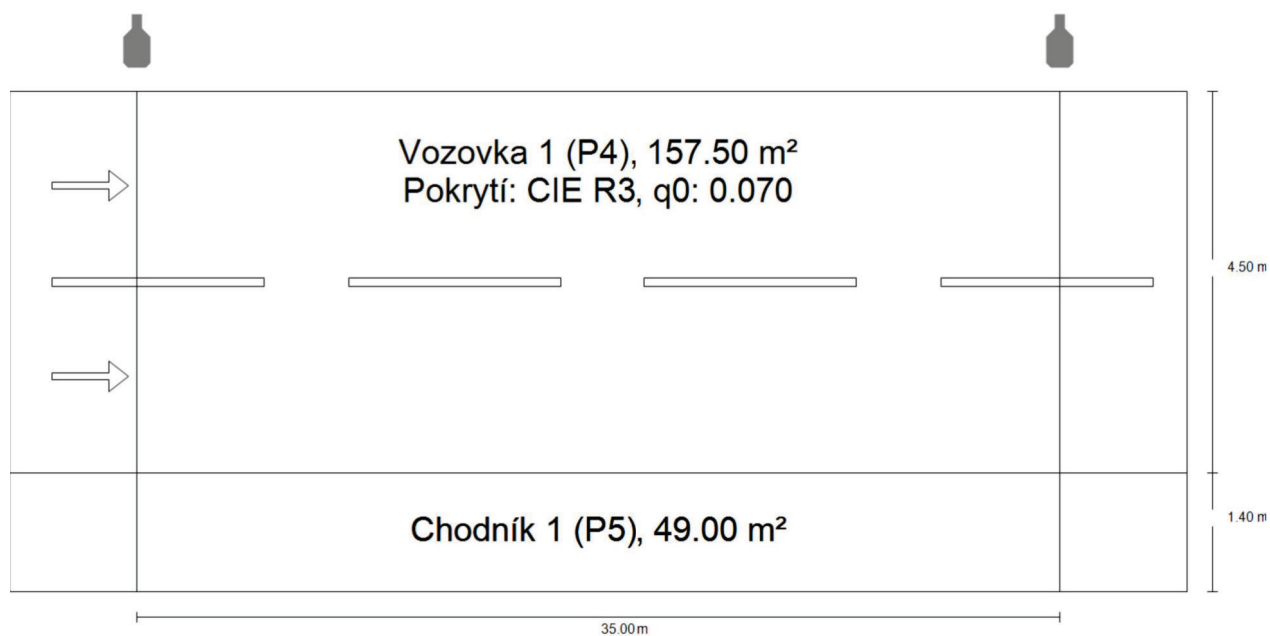 Vozovka 1 (P4), 157.50 m²
Pokrytí: CIE R3, q0: 0.070
4.50 m
Chodník 1 (P5), 49.00 m²
1.40 m
35.00 m